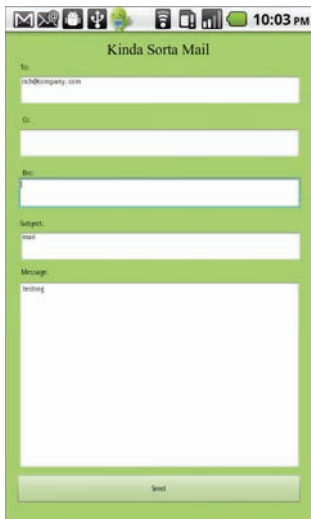 10:03 PM
Kinda Sorta Mail
To:
rich@company.com
Cc:
Bcc:
Subject:
mail
Message:
testing
Send